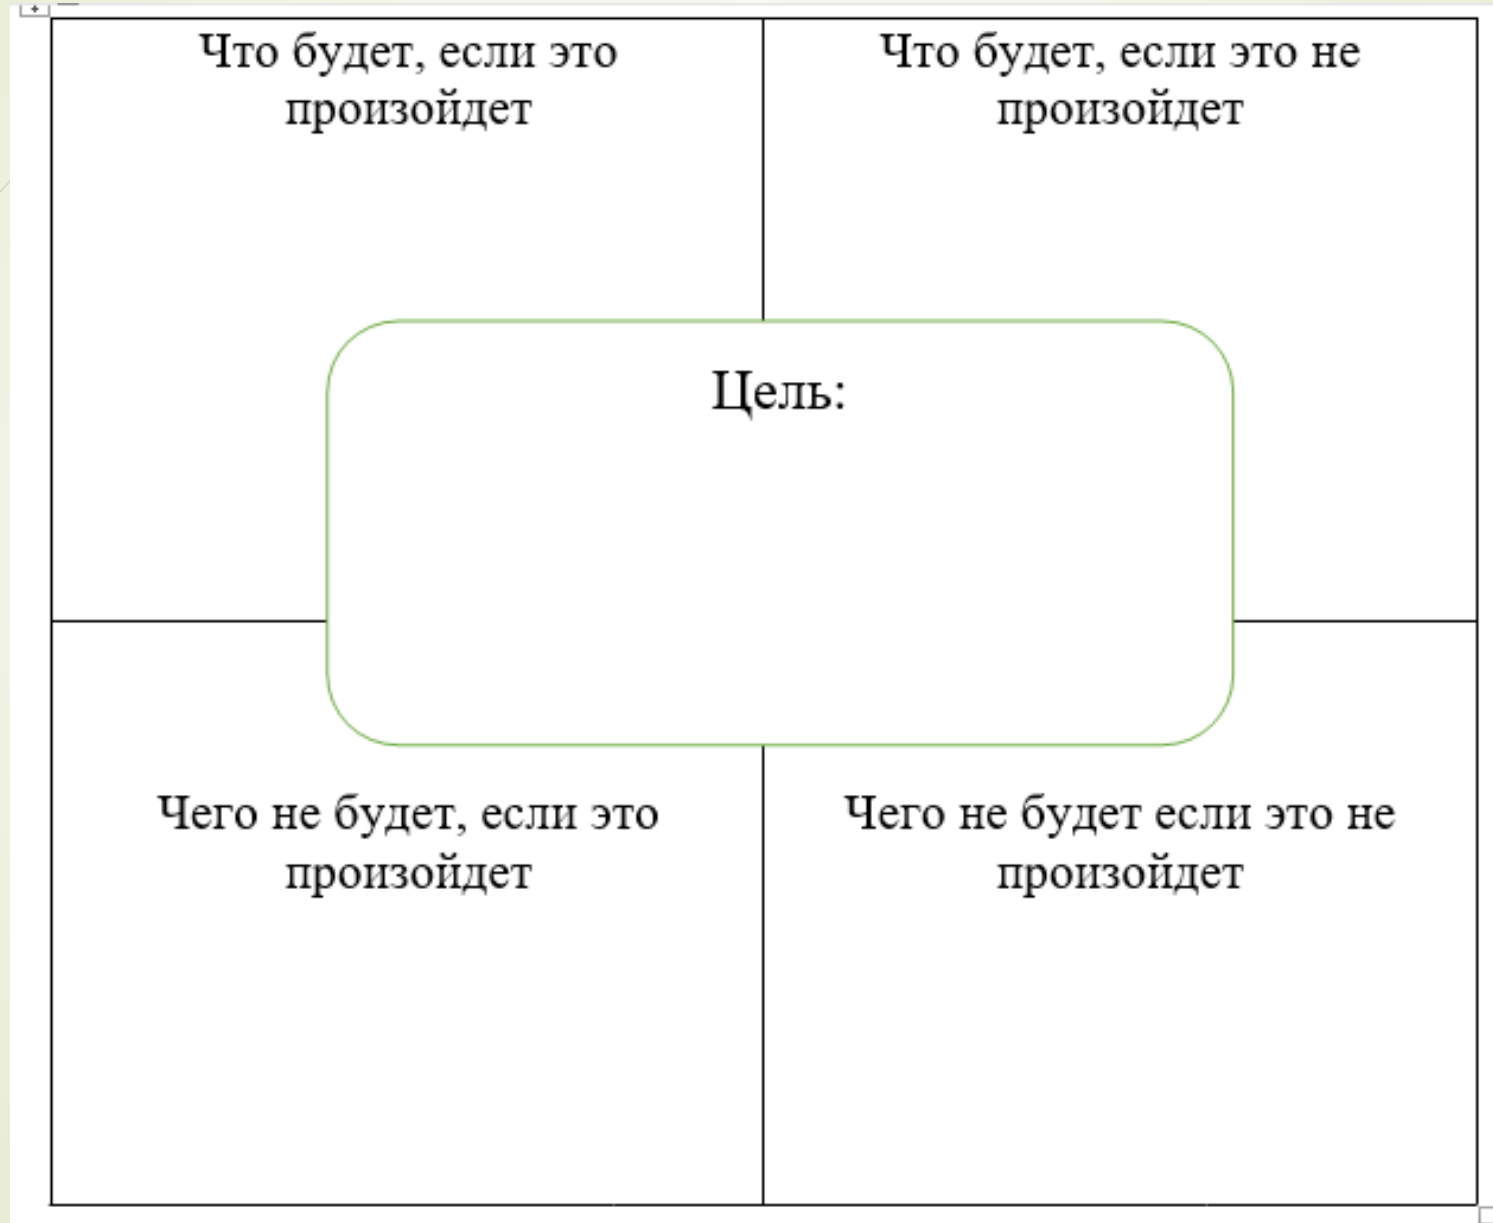 Что будет, если это
произойдет
Что будет, если это не
произойдет
Цель:
Чего не будет, если это
произойдет
Чего не будет если это не
произойдет